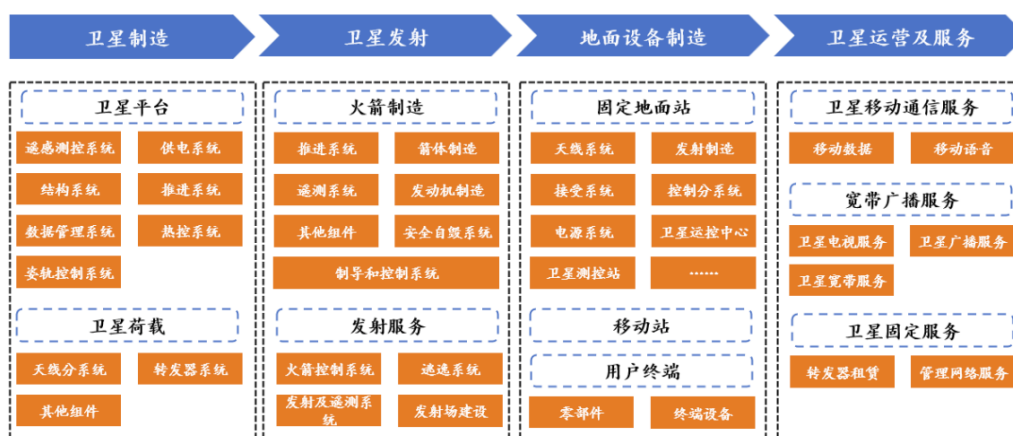 卫星制造
卫星发射
地面设备制造
卫星运营及服务
卫星平台
遥感测控系统
供电系统
结构系统
推进系统
数据管理系统
热控系统
姿轨控制系统
卫星荷载
天线分系统
转发器系统
其他组件
火箭制造
推进系统
箭体制造
遥测系统
发动机制造
其他组件
安全自毁系统
制导和控制系统
发射服务
火箭控制系统
逃逸系统
发射及遥测系
统
发射场建设
固定地面站
天线系统
发射制造
接受系统
控制分系统
电源系统
卫星运控中心
卫星测控站
……
移动站
用户终端
零部件
终端设备
卫星移动通信服务
移动数据
移动语音
宽带广播服务
卫星电视服务
卫星广播服务
卫星宽带服务
卫星固定服务
转发器租赁
管理网络服务